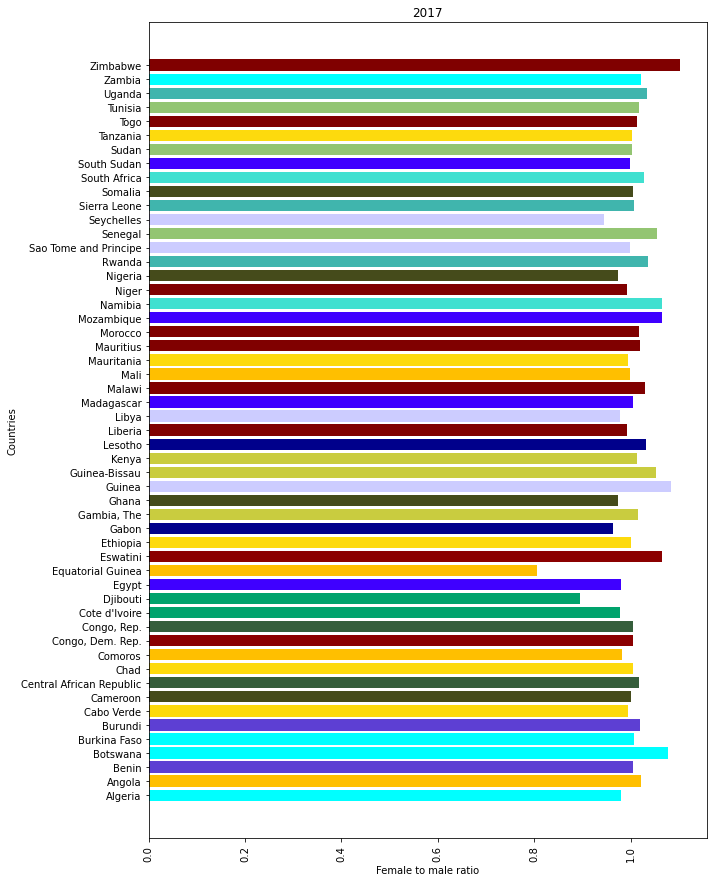 2017
Zimbabwe
Zambia
Uganda
Tunisia
Togo
Tanzania
Sudan
South Sudan
South Africa
Somalia
Sierra Leone
Seychelles
Senegal
Sao Tome and Principe
Rwanda
Nigeria
Niger
Namibia
Mozambique
Morocco
Mauritius
Mauritania
Mali
Malawi
Madagascar
Libya
Liberia
Lesotho
Kenya
Guinea-Bissau
Guinea
Ghana
Gambia, The
Gabon
Ethiopia
Eswatini
Equatorial Guinea
Egypt
Djibouti
Cote d'Ivoire
Congo, Rep.
Congo, Dem. Rep.
Comoros
Chad
Central African Republic
Cameroon
Cabo Verde
Burundi
Burkina Faso
Botswana
Benin
Angola
Algeria
Countries
0.0 0.2 0.4 0.6 0.8 1.0
Female to male ratio